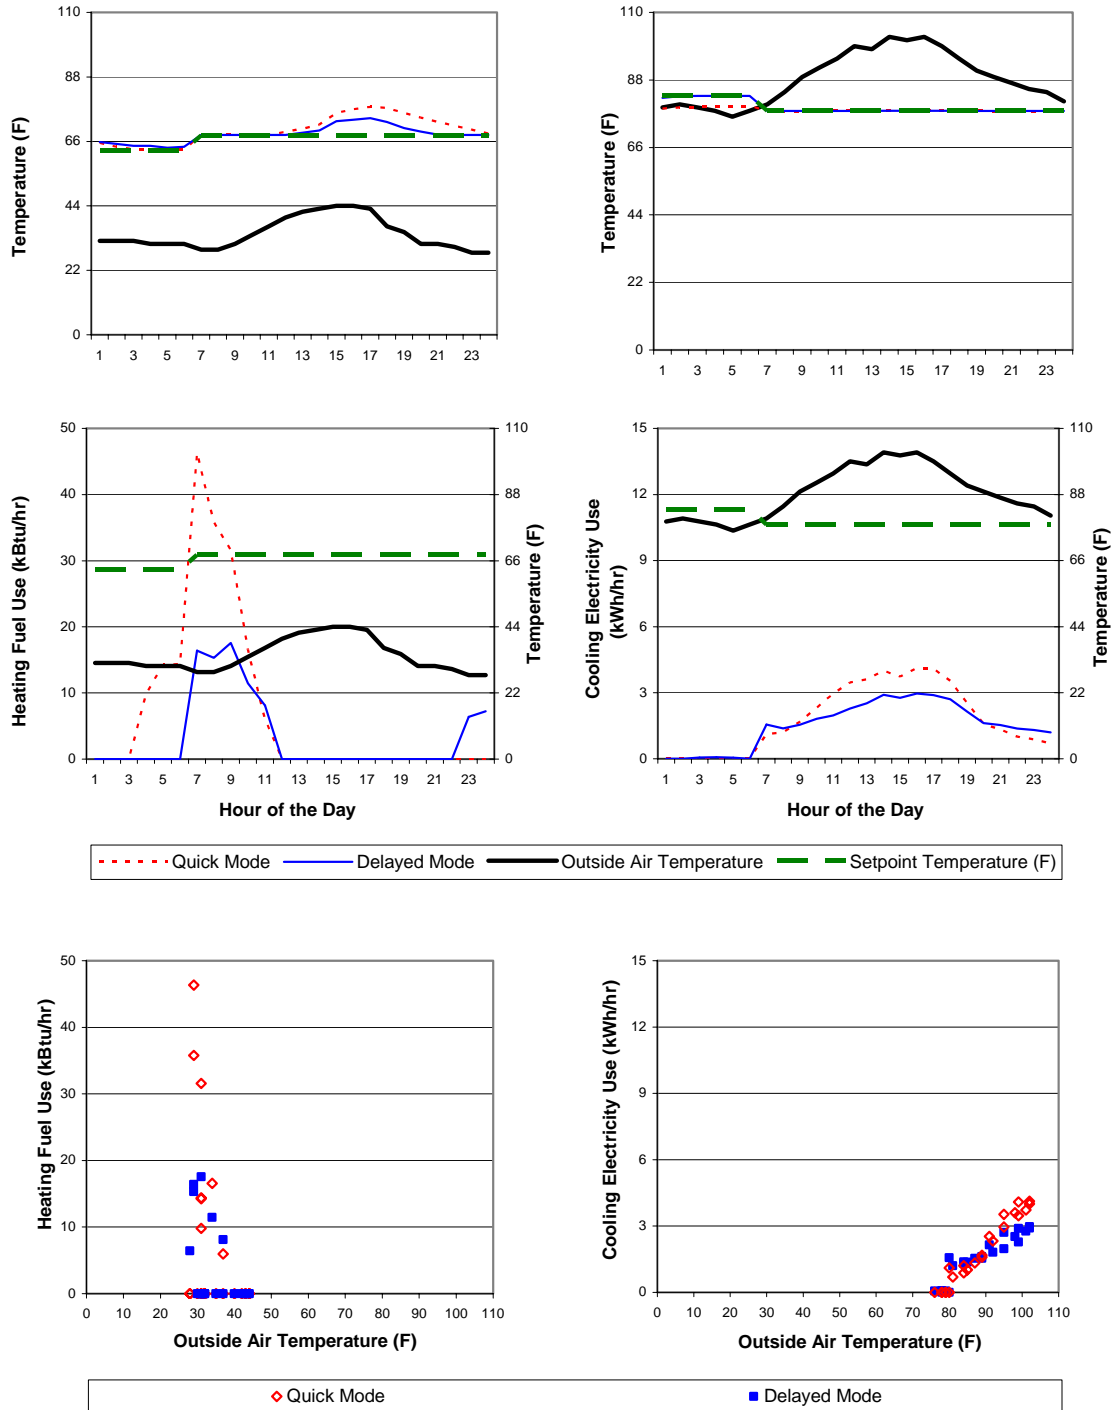 110
88
66
44
22
0
Temperature (F)
1 3 5 7 9 11 13 15 17 19 21 23
110
88
66
44
22
0
Temperature (F)
1 3 5 7 9 11 13 15 17 19 21 23
50
40
30
20
10
0
Heating Fuel Use (kBtu/hr)
110
88
66
44
22
0
Temperature (F)
1 3 5 7 9 11 13 15 17 19 21 23
Hour of the Day
15
12
9
6
3
0
Cooling Electricity Use
(kWh/hr)
110
88
66
44
22
0
Temperature (F)
1 3 5 7 9 11 13 15 17 19 21 23
Hour of the Day
Quick Mode Delayed Mode Outside Air Temperature Setpoint Temperature (F)
50
40
30
20
10
0
Heating Fuel Use (kBtu/hr)
0 10 20 30 40 50 60 70 80 90 100 110
Outside Air Temperature (F)
15
12
9
6
3
0
Cooling Electricity Use (kWh/hr)
0 10 20 30 40 50 60 70 80 90 100 110
Outside Air Temperature (F)
Quick Mode Delayed Mode